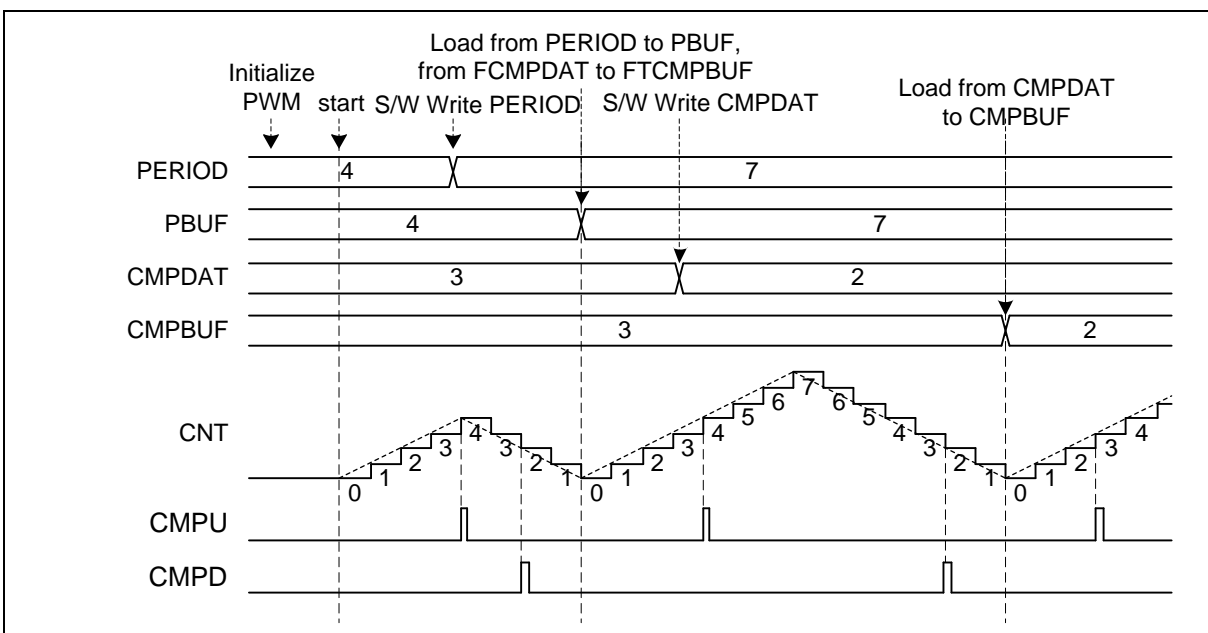 Load from PERIOD to PBUF,
from FCMPDAT to FTCMPBUF
Initialize
PWM start S/W Write PERIOD S/W Write CMPDAT
Load from CMPDAT
to CMPBUF
PERIOD 4 7
PBUF 4 7
CMPDAT 3 2
CMPBUF 3 2
CNT 0 1 2 3 4 3 2 1 0 1 2 3 4 5 6 7 6 5 4 3 2 1 0 1 2 3 4
CMPU
CMPD